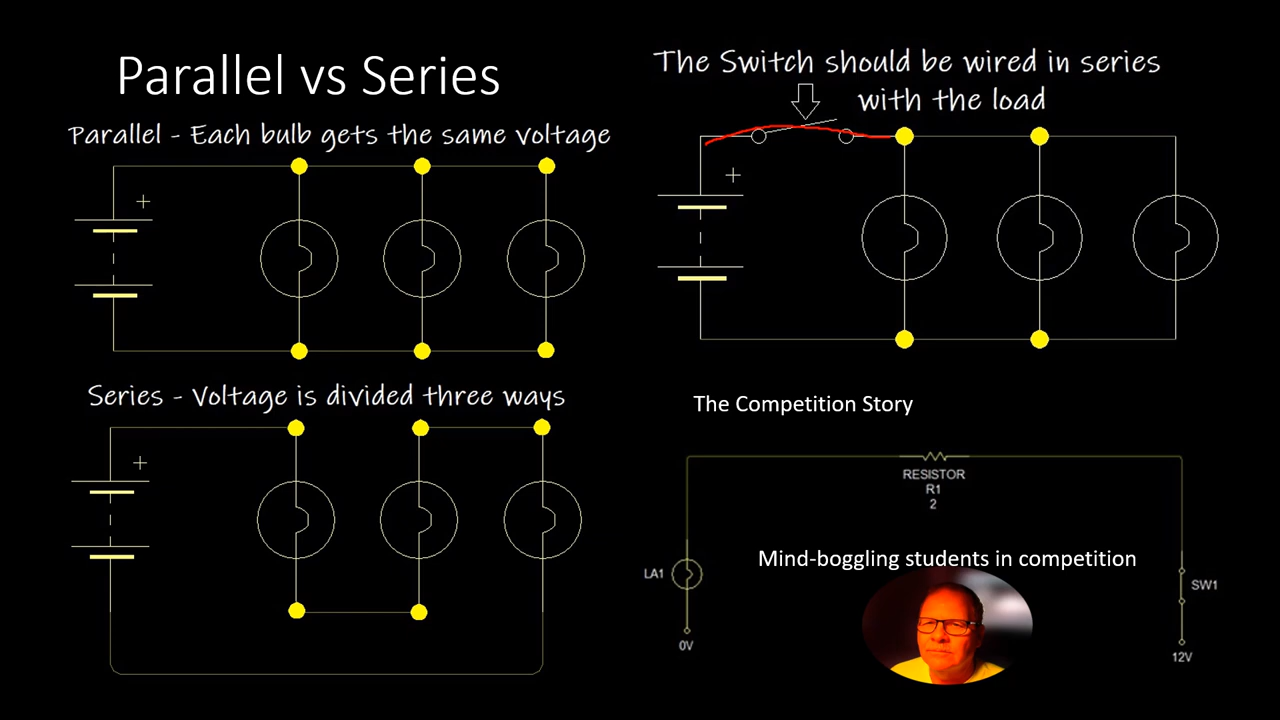 Parallel vs Series
Parallel - Each bulb gets the same voltage
+
Series - Voltage is divided three ways
+
The Switch should be wired in series
with the load
+
The Competition Story
RESISTOR
R1
2
Mind-boggling students in competition
LA1
SW1
0V
12V